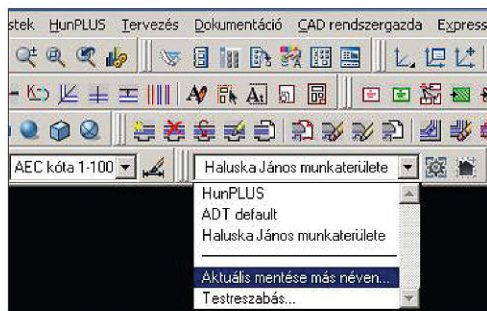 stek HunPLUS Tervezés Dokumentáció CAD rendszergazda Express
AEC kóta 1-100
Haluska János munkaterülete
HunPLUS
ADT default
Haluska János munkaterülete
Aktuális mentése más néven...
Testreszabás...